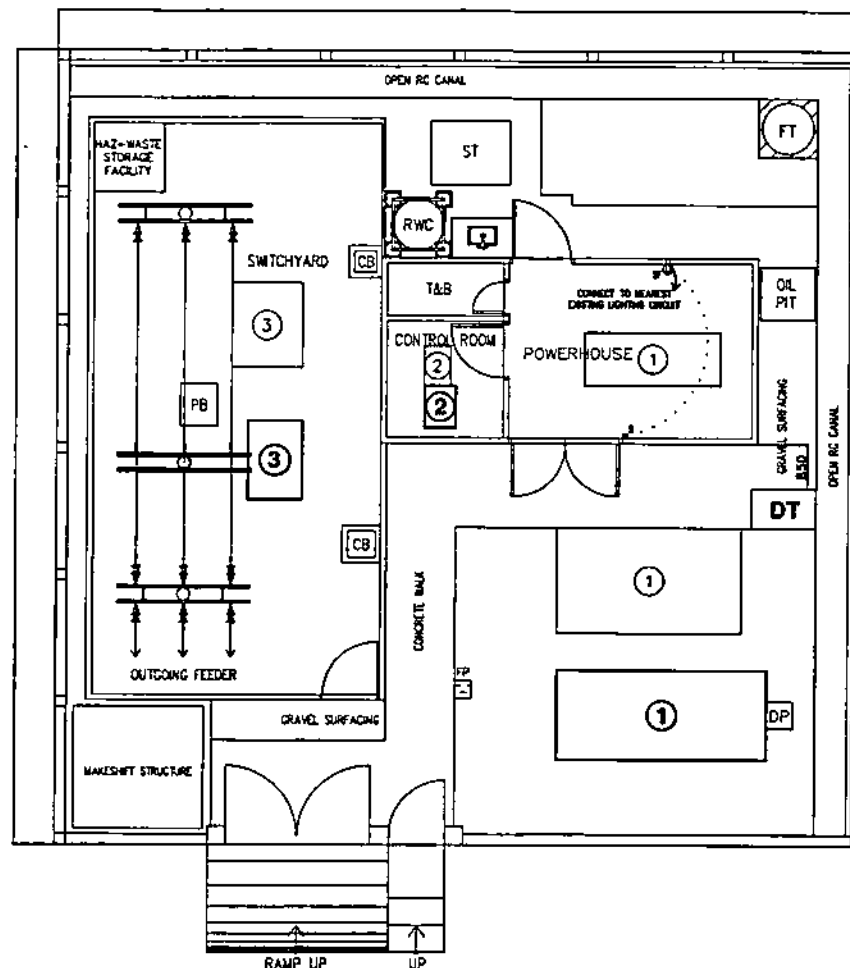 OPEN RC CANAL
HAZ-WASTE
STORAGE
FACILITY
ST
FT
RWC
SWITCHYARD
CB
T&B
CONNECT TO NEAREST
EXISTING LIGHTING CIRCUIT
OIL
PIT
3
CONTROL ROOM
2
POWERHOUSE
1
PB
2
GRAVEL SURFACING
OPEN RC CANAL
3
BSD
DT
CB
1
CONCRETE WALK
OUTGOING FEEDER
FP
1
DP
GRAVEL SURFACING
MAKESHIFT STRUCTURE
RAMP UP
UP